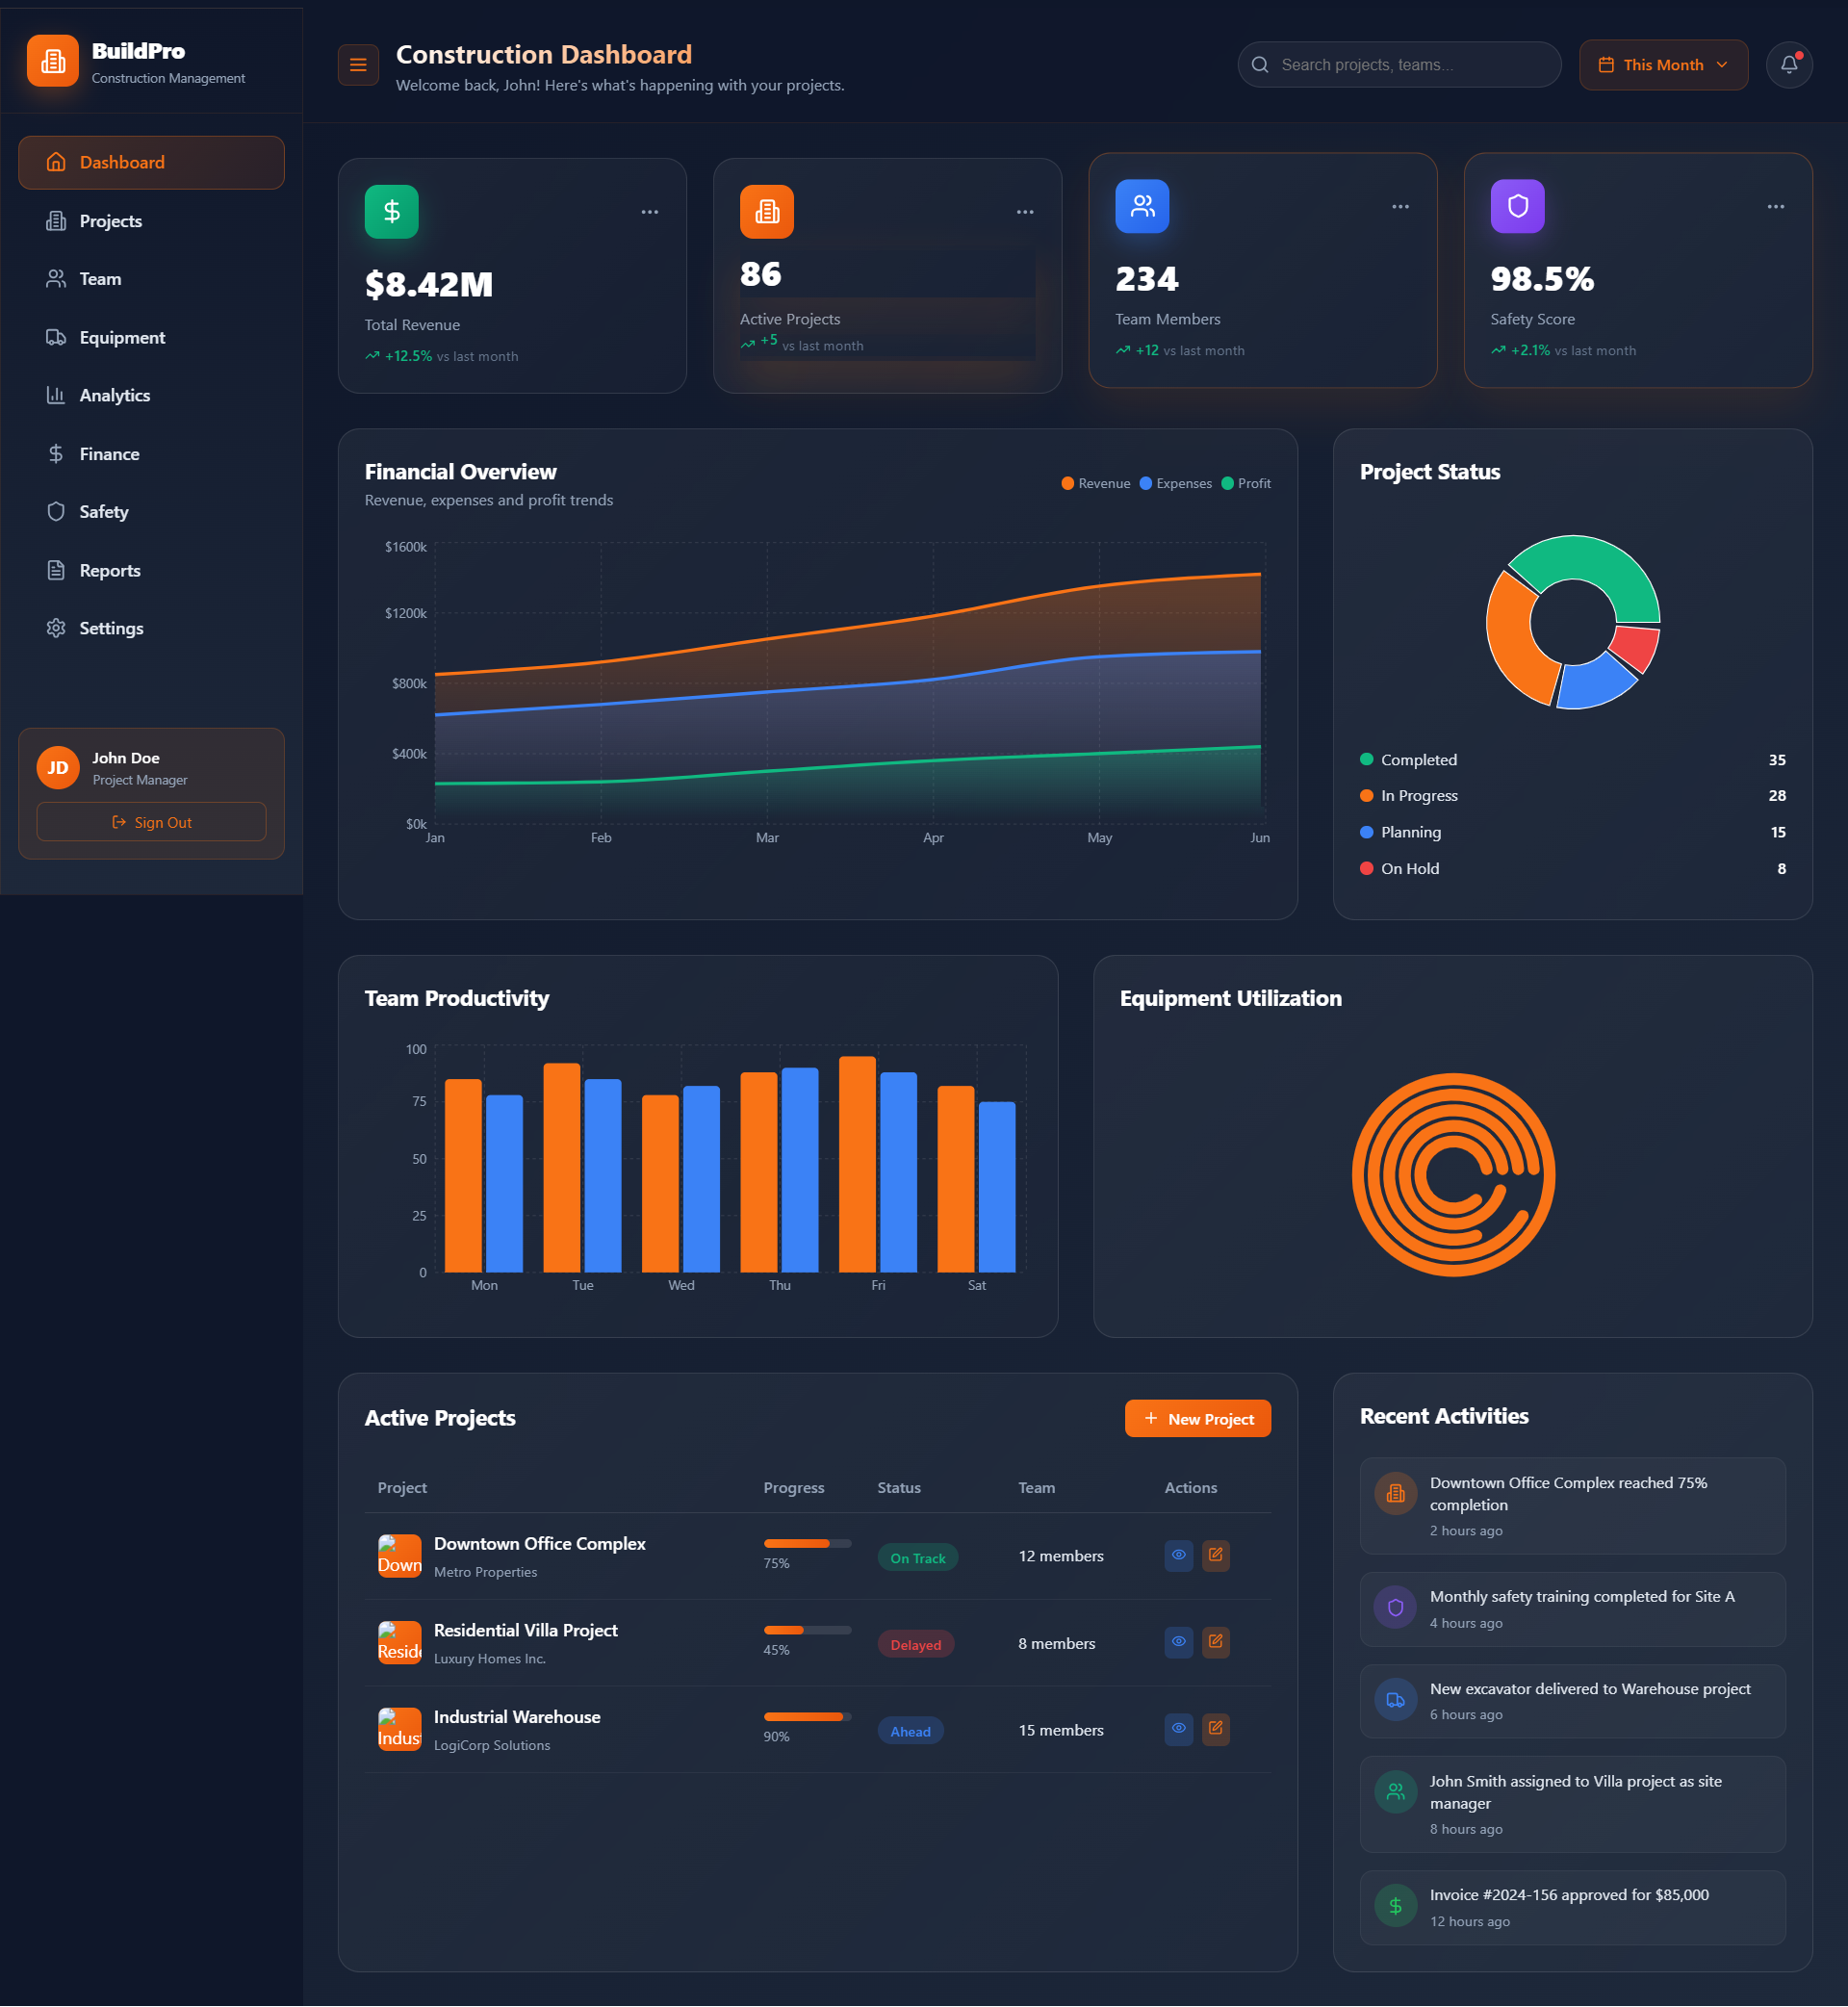 BuildPro
Construction Management
Dashboard
Projects
Team
Equipment
Analytics
Finance
Safety
Reports
Settings
JD
John Doe
Project Manager
Sign Out
Construction Dashboard
Welcome back, John! Here's what's happening with your projects.
Search projects, teams...
This Month
$8.42M
Total Revenue
+12.5% vs last month
86
Active Projects
+5 vs last month
234
Team Members
+12 vs last month
98.5%
Safety Score
+2.1% vs last month
Financial Overview
Revenue, expenses and profit trends
Revenue Expenses Profit
$1600k
$1200k
$800k
$400k
$0k
Jan Feb Mar Apr May Jun
Project Status
Completed 35
In Progress 28
Planning 15
On Hold 8
Team Productivity
100
75
50
25
0
Mon Tue Wed Thu Fri Sat
Equipment Utilization
Active Projects
New Project
Project Progress Status Team Actions
Down
Downtown Office Complex
Metro Properties
75%
On Track
12 members
Reside
Residential Villa Project
Luxury Homes Inc.
45%
Delayed
8 members
Indust
Industrial Warehouse
LogiCorp Solutions
90%
Ahead
15 members
Recent Activities
Downtown Office Complex reached 75%
completion
2 hours ago
Monthly safety training completed for Site A
4 hours ago
New excavator delivered to Warehouse project
6 hours ago
John Smith assigned to Villa project as site
manager
8 hours ago
Invoice #2024-156 approved for $85,000
12 hours ago